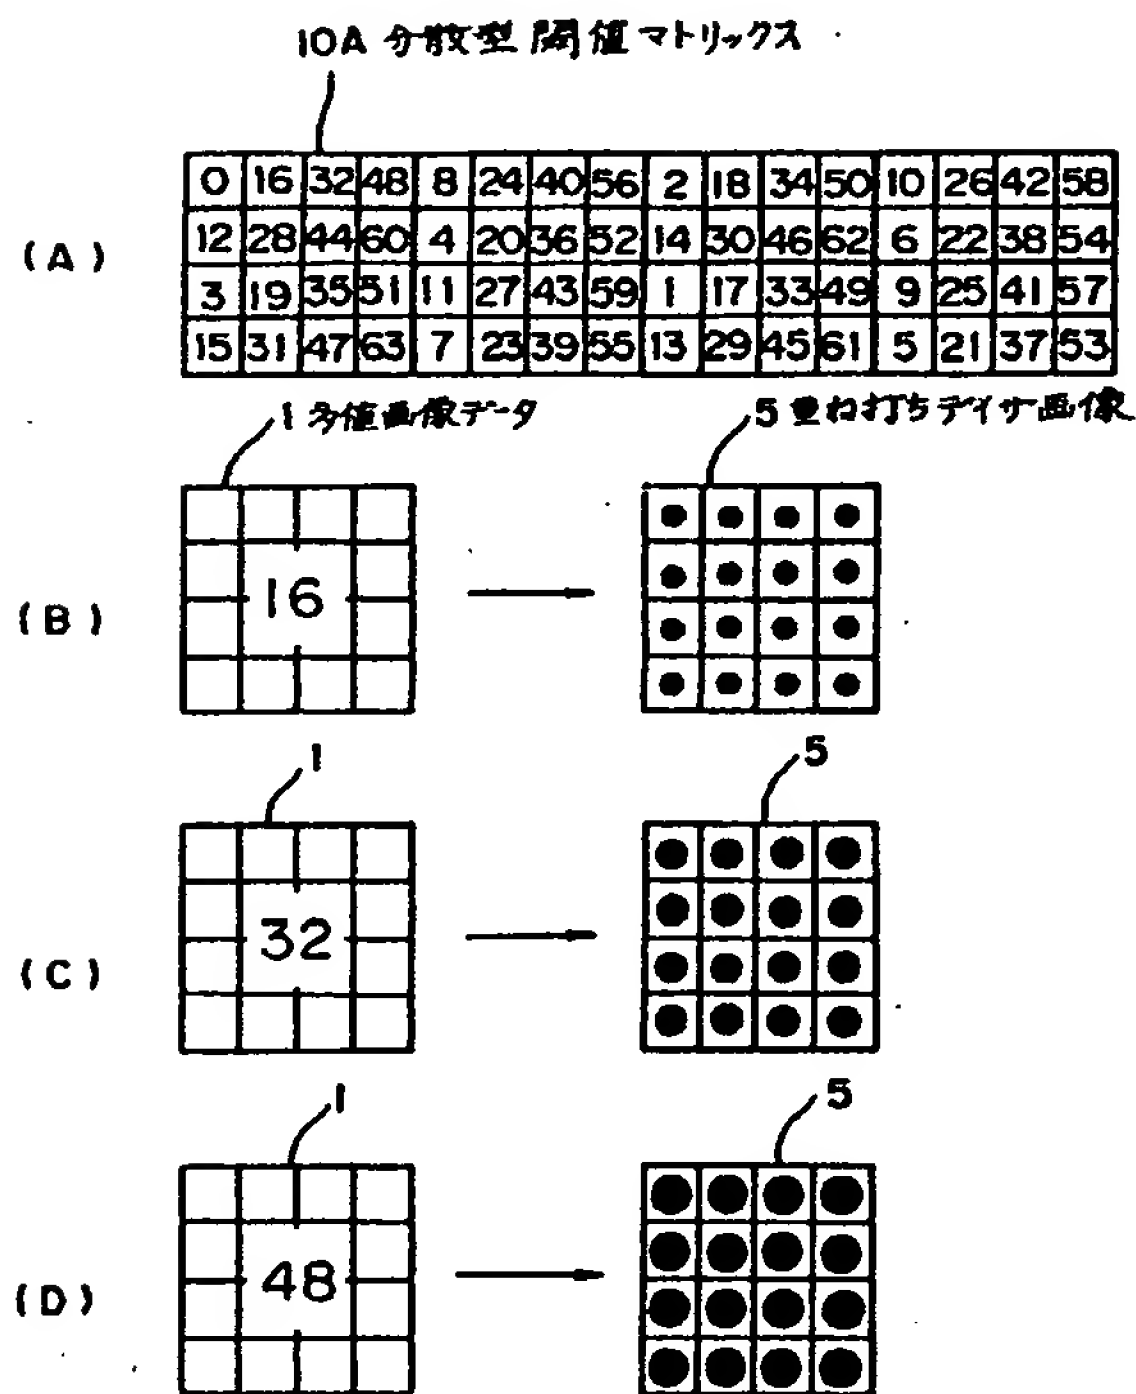 10A 分散型閾値マトリックス
(A)
0 16 32 48 8 24 40 56 2 18 34 50 10 26 42 58
12 28 44 60 4 20 36 52 14 30 46 62 6 22 38 54
3 19 35 51 11 27 43 59 1 17 33 49 9 25 41 57
15 31 47 63 7 23 39 55 13 29 45 61 5 21 37 53
1 多値画像データ
5 重ね打ちディザ画像
(B)
16
1
5
(C)
32
1
5
(D)
48